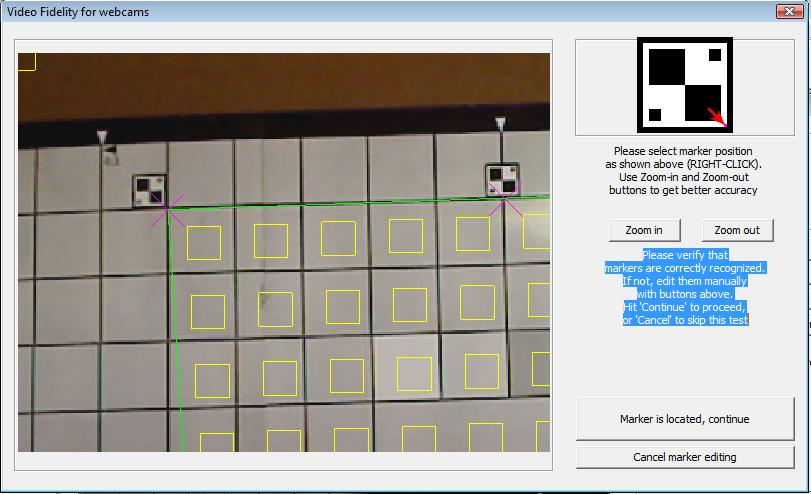 Video Fidelity for webcams
Please select marker position
as shown above (RIGHT-CLICK).
Use Zoom-in and Zoom-out
buttons to get better accuracy
Zoom in
Zoom out
Please verify that
markers are correctly recognized.
If not, edit them manually
with buttons above.
Hit 'Continue' to proceed,
or 'Cancel' to skip this test
Marker is located, continue
Cancel marker editing